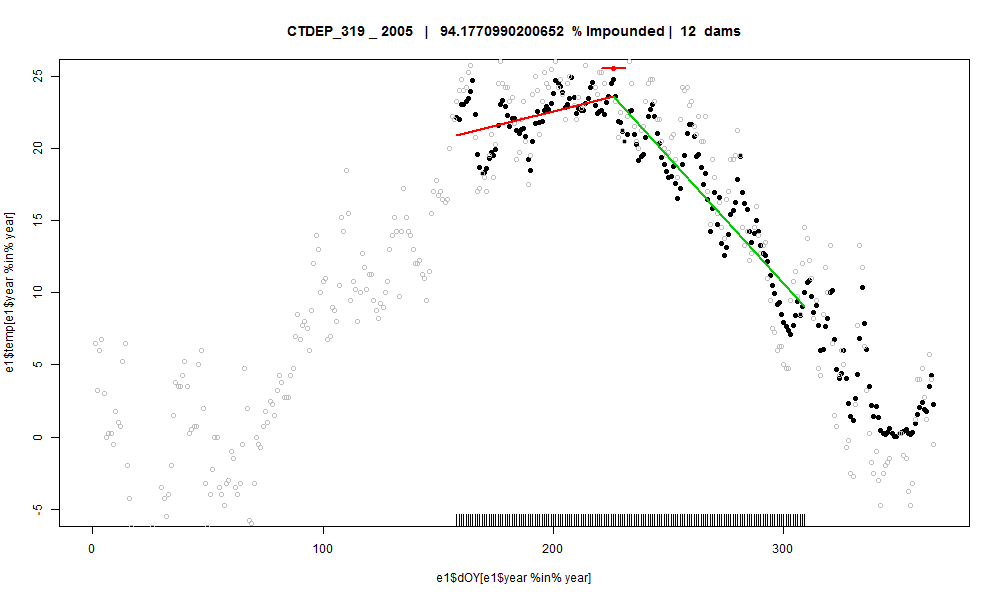 CTDEP_319 _ 2005 | 94.1770990200652 % Impounded | 12 dams
e1$temp[e1$year %in% year]
25
20
15
10
5
0
-5
0 100 200 300
e1$dOY[e1$year %in% year]